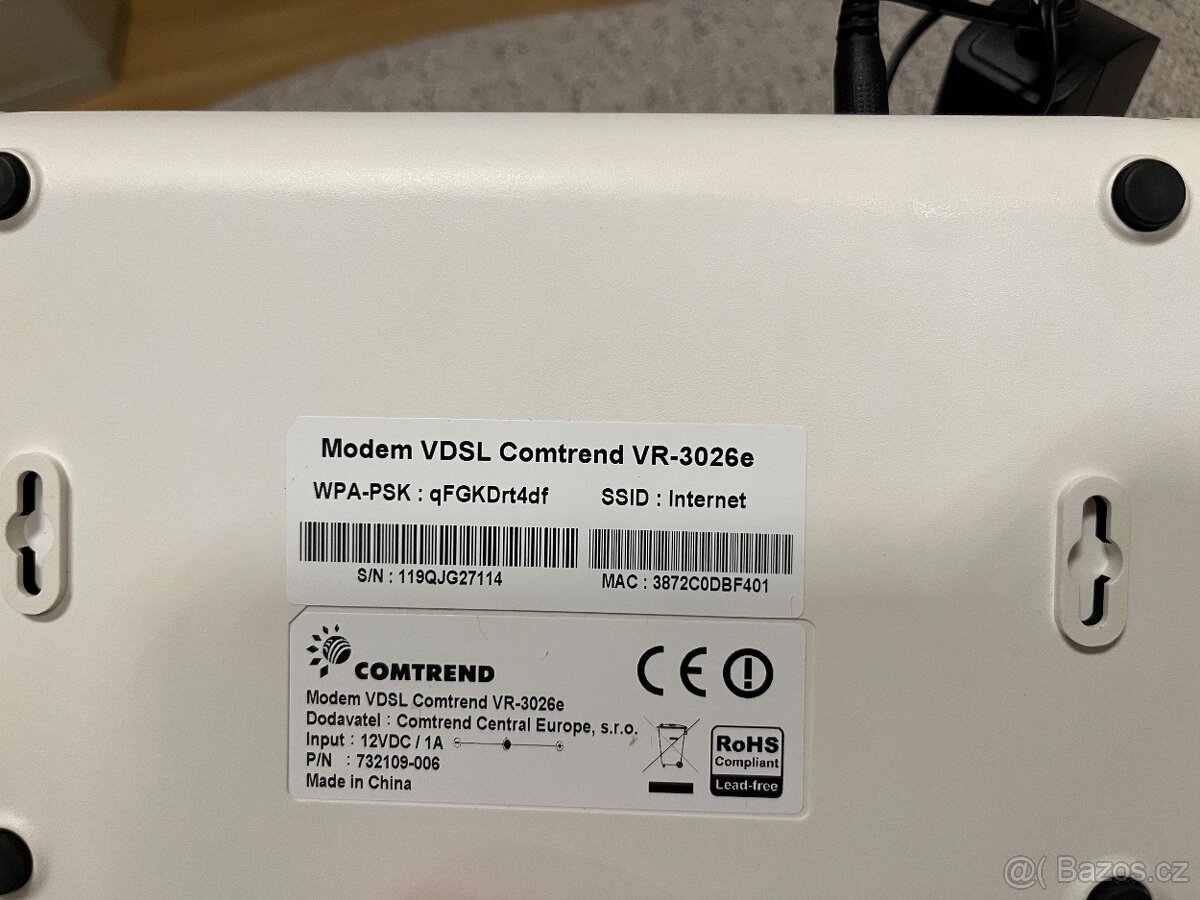 Modem VDSL Comtrend VR-3026e
WPA-PSK : qFGKDrt4df SSID : Internet
S/N : 119QJG27114 MAC : 3872C0DBF401
COMTREND
Modem VDSL Comtrend VR-3026e
Dodavatel : Comtrend Central Europe, s.r.o.
Input : 12VDC / 1A
P/N : 732109-006
Made in China
CE
RoHS
Compliant
Lead-free
@( Bazos.cz